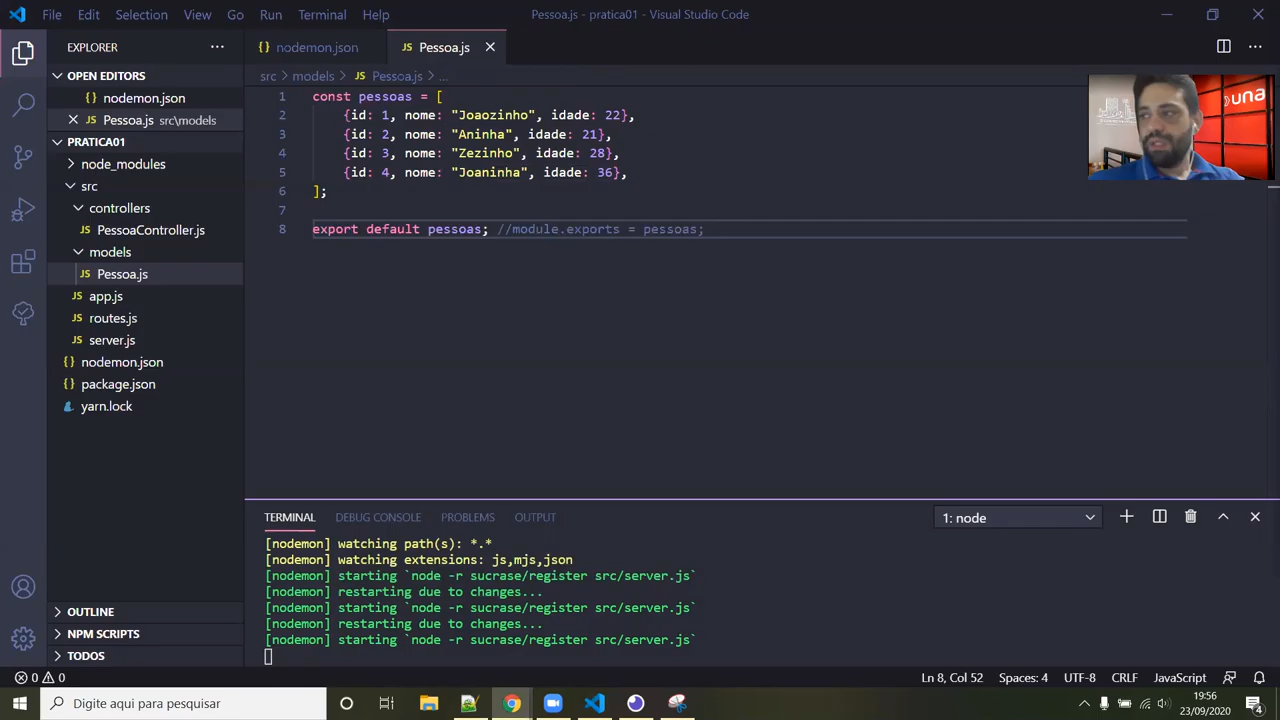 File Edit Selection View Go Run Terminal Help Pessoa.js - pratica01 - Visual Studio Code
EXPLORER
OPEN EDITORS
nodemon.json
Pessoa.js src\models
PRATICA01
node_modules
src
controllers
JS PessoaController.js
models
JS Pessoa.js
JS app.js
JS routes.js
JS server.js
{} nodemon.json
{} package.json
yarn.lock
OUTLINE
NPM SCRIPTS
TODOS
{} nodemon.json JS Pessoa.js
src > models > JS Pessoa.js > ...
1 const pessoas = [
2 {id: 1, nome: "Joaozinho", idade: 22},
3 {id: 2, nome: "Aninha", idade: 21},
4 {id: 3, nome: "Zezinho", idade: 28},
5 {id: 4, nome: "Joaninha", idade: 36},
6 ];
7
8 export default pessoas; //module.exports = pessoas;
una
TERMINAL DEBUG CONSOLE PROBLEMS OUTPUT 1: node
[nodemon] watching path(s): *.*
[nodemon] watching extensions: js,mjs,json
[nodemon] starting `node -r sucrase/register src/server.js`
[nodemon] restarting due to changes...
[nodemon] starting `node -r sucrase/register src/server.js`
[nodemon] restarting due to changes...
[nodemon] starting `node -r sucrase/register src/server.js`
0 0 Ln 8, Col 52 Spaces: 4 UTF-8 CRLF JavaScript
Digite aqui para pesquisar
19:56
23/09/2020
4